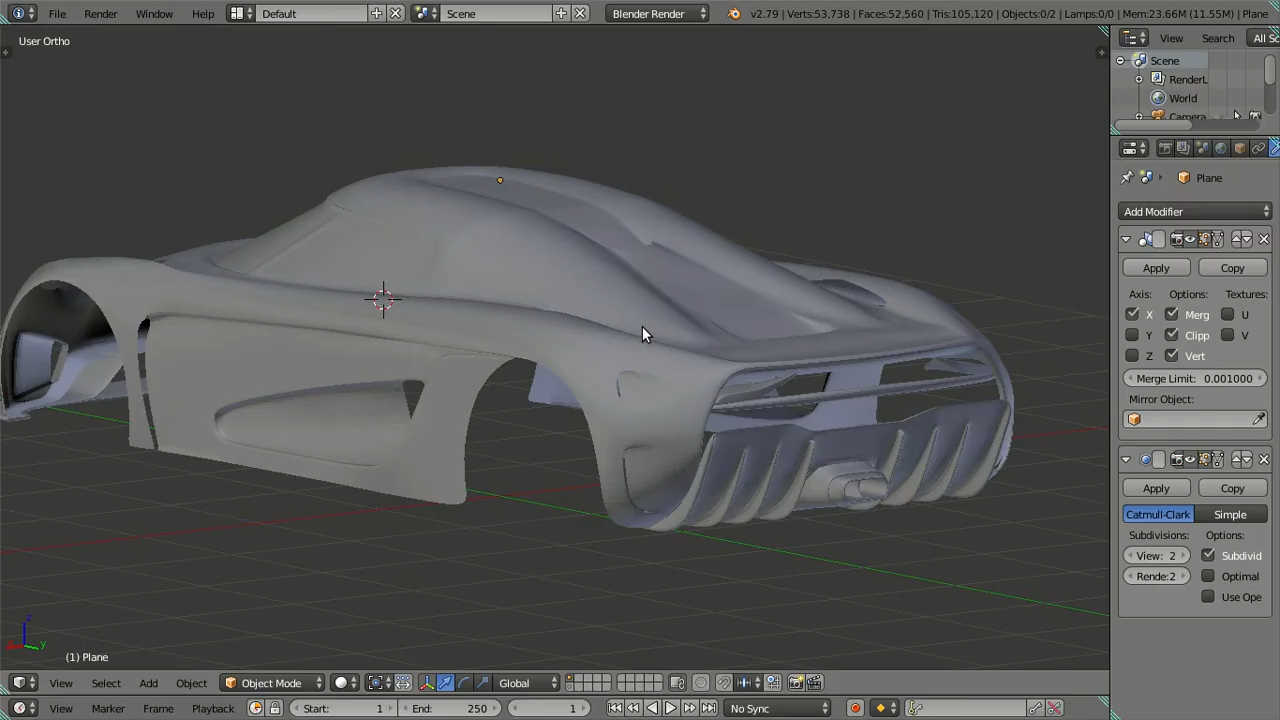 File Render Window Help Default Scene Blender Render v2.79 | Verts:53,738 | Faces:52,560 | Tris:105,120 | Objects:0/2 | Lamps:0/0 | Mem:23.66M (11.55M) | Plane
User Ortho
View Search All Sc
Scene
RenderL
World
Camera
Plane
Add Modifier
Apply Copy
Axis: Options: Textures:
X Merg U
Y Clipp V
Z Vert
Merge Limit: 0.001000
Mirror Object:
Apply Copy
Catmull-Clark Simple
Subdivisions: Options:
View: 2 Subdivid
Rende:2 Optimal
Use Ope
z
x y
(1) Plane
View Select Add Object Object Mode Global
View Marker Frame Playback Start: 1 End: 250 1 No Sync